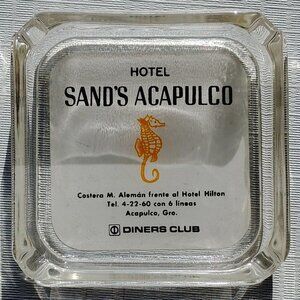 HOTEL
SAND'S ACAPULCO
Costera M. Alemán frente al Hotel Hilton
Tel. 4-22-60 con 6 lineas
Acapulco, Gro.
DINERS CLUB